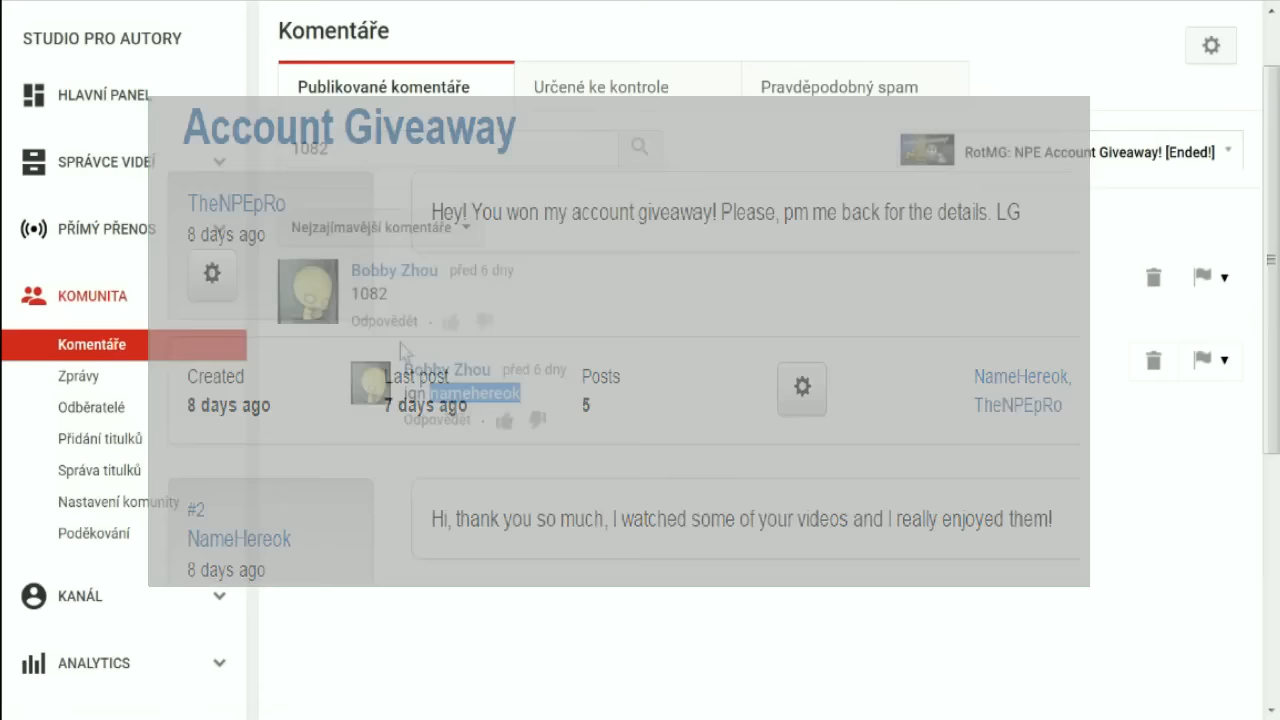 STUDIO PRO AUTORY
HLAVNÍ PANEL
SPRÁVCE VIDEÍ
PŘÍMÝ PŘENOS
KOMUNITA
Komentáře
Zprávy
Odběratelé
Přidání titulků
Správa titulků
Nastavení komunity
Poděkování
KANÁL
ANALYTICS
Komentáře
Publikované komentáře
Určené ke kontrole
Pravděpodobný spam
1082
RotMG: NPE Account Giveaway! [Ended!]
Nejzajímavější komentáře
Bobby Zhou před 6 dny
1082
Odpovědět
Bobby Zhou před 6 dny
ign namehereok
Odpovědět
Account Giveaway
TheNPEpRo
8 days ago
Hey! You won my account giveaway! Please, pm me back for the details. LG
Created
8 days ago
Last post
7 days ago
Posts
5
NameHereok,
TheNPEpRo
#2
NameHereok
8 days ago
Hi, thank you so much, I watched some of your videos and I really enjoyed them!